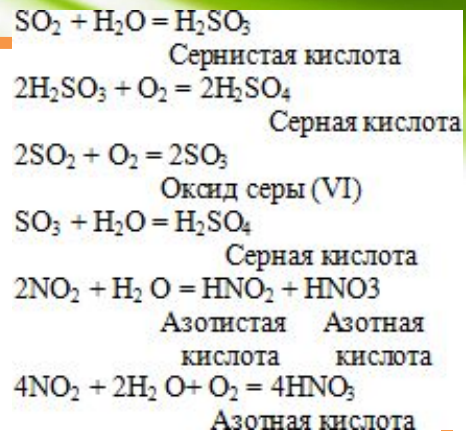 SO₂ + H₂O = H₂SO₃
Сернистая кислота
2H₂SO₃ + O₂ = 2H₂SO₄
Серная кислота
2SO₂ + O₂ = 2SO₃
Оксид серы (VI)
SO₃ + H₂O = H₂SO₄
Серная кислота
2NO₂ + H₂ O = HNO₂ + HNO3
Азотистая Азотная
кислота кислота
4NO₂ + 2H₂ O+ O₂ = 4HNO₃
Азотная кислота